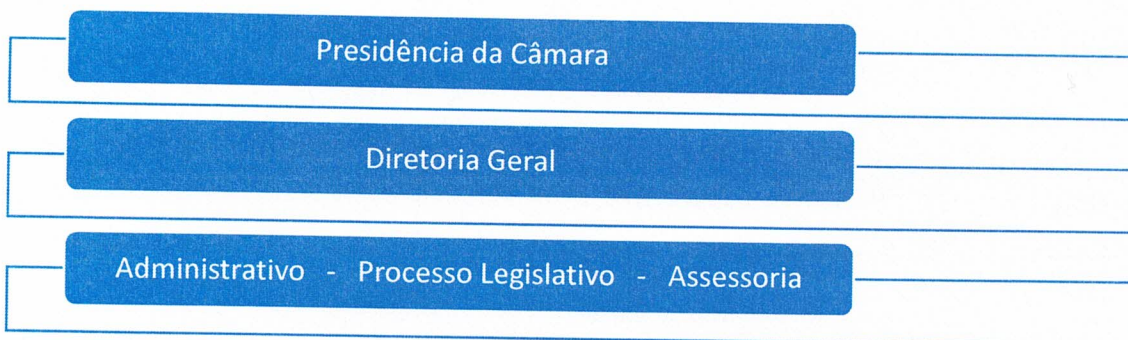 Presidência da Câmara
Diretoria Geral
Administrativo - Processo Legislativo - Assessoria